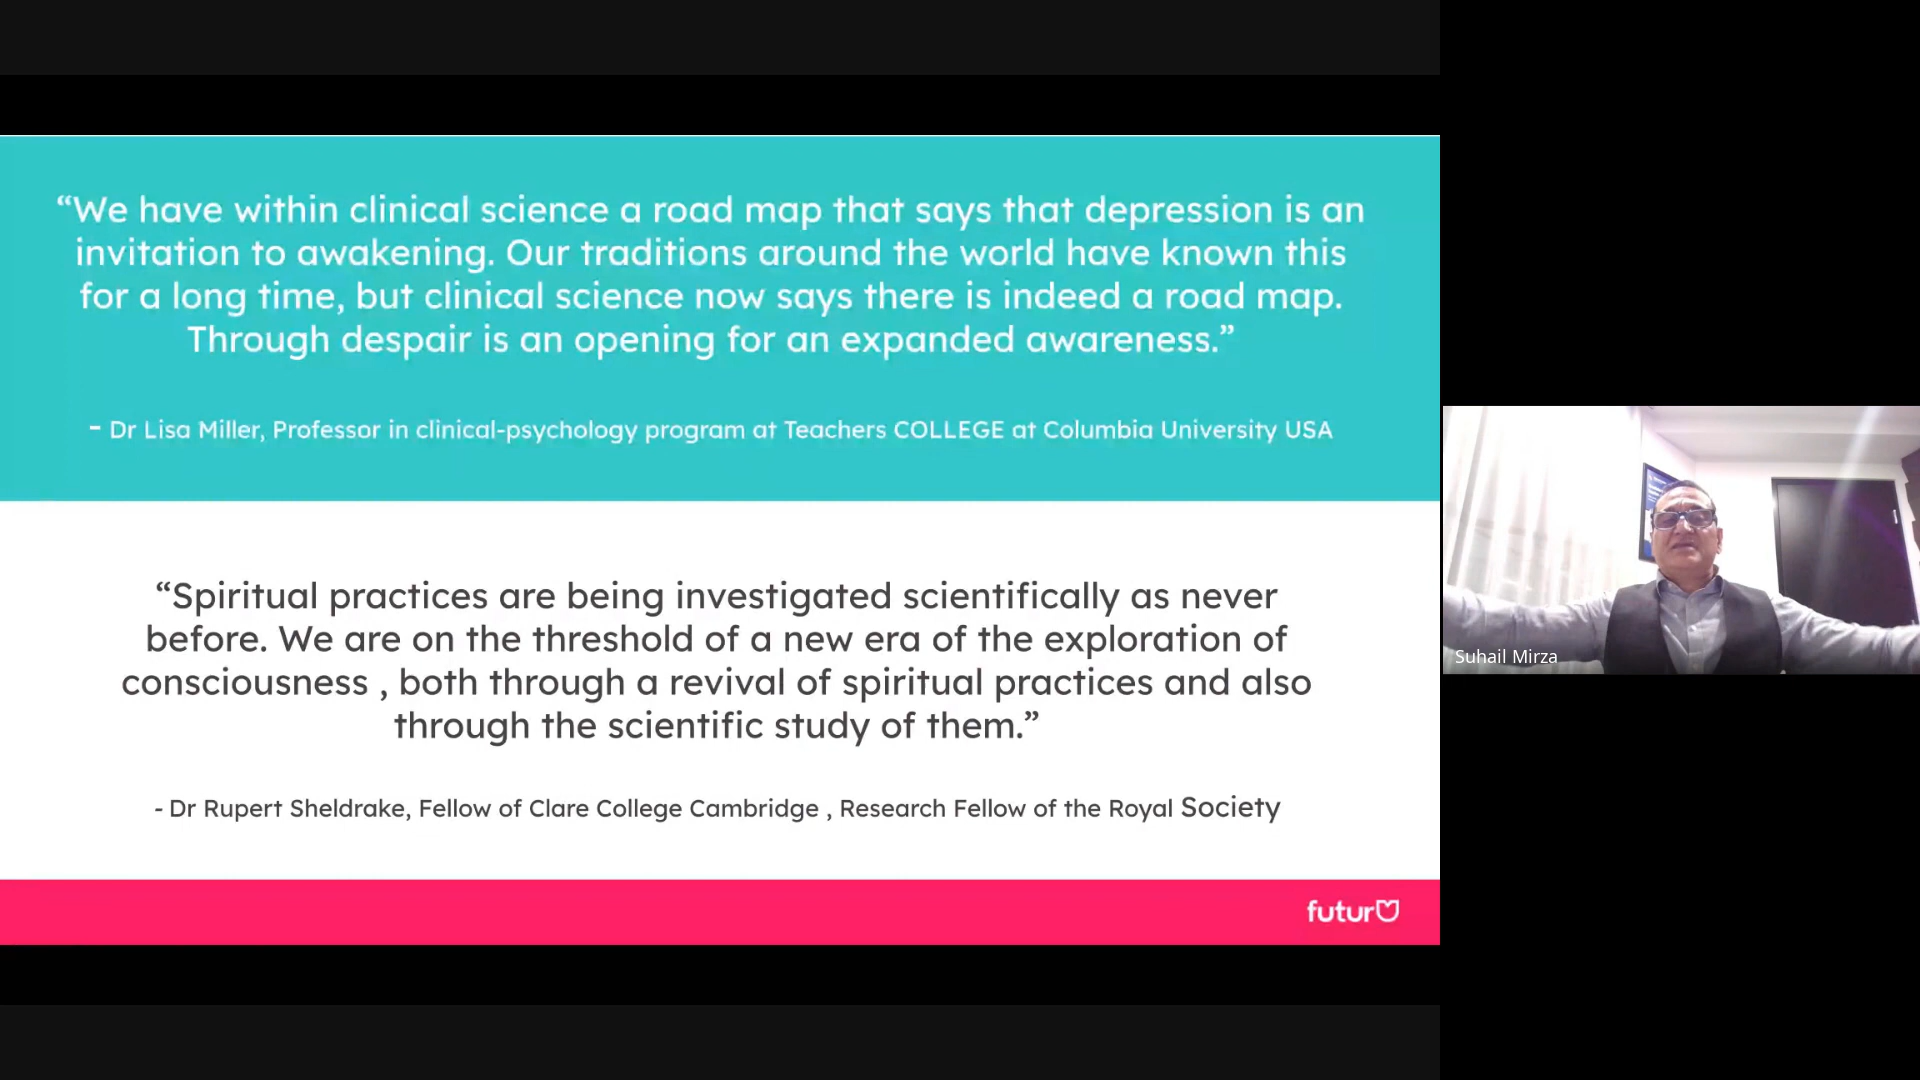 “We have within clinical science a road map that says that depression is an
invitation to awakening. Our traditions around the world have known this
for a long time, but clinical science now says there is indeed a road map.
Through despair is an opening for an expanded awareness.”
- Dr Lisa Miller, Professor in clinical-psychology program at Teachers COLLEGE at Columbia University USA
“Spiritual practices are being investigated scientifically as never
before. We are on the threshold of a new era of the exploration of
consciousness , both through a revival of spiritual practices and also
through the scientific study of them.”
- Dr Rupert Sheldrake, Fellow of Clare College Cambridge , Research Fellow of the Royal Society
futurU
Suhail Mirza